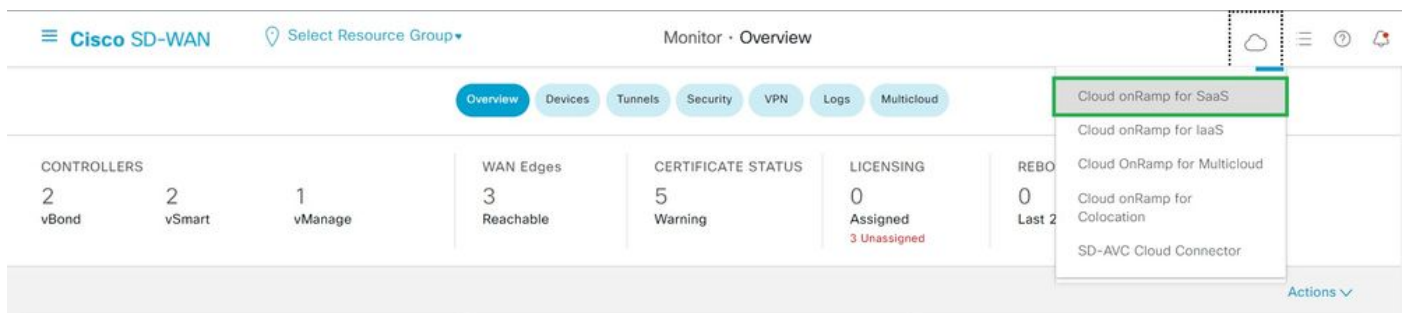 Cisco SD-WAN Select Resource Group▾ Monitor · Overview
Overview Devices Tunnels Security VPN Logs Multicloud
Cloud onRamp for SaaS
Cloud onRamp for IaaS
Cloud OnRamp for Multicloud
Cloud onRamp for
Colocation
SD-AVC Cloud Connector
CONTROLLERS WAN Edges CERTIFICATE STATUS LICENSING REBO
2 2 1 3 5 0 0
vBond vSmart vManage Reachable Warning Assigned Last 2
3 Unassigned
Actions